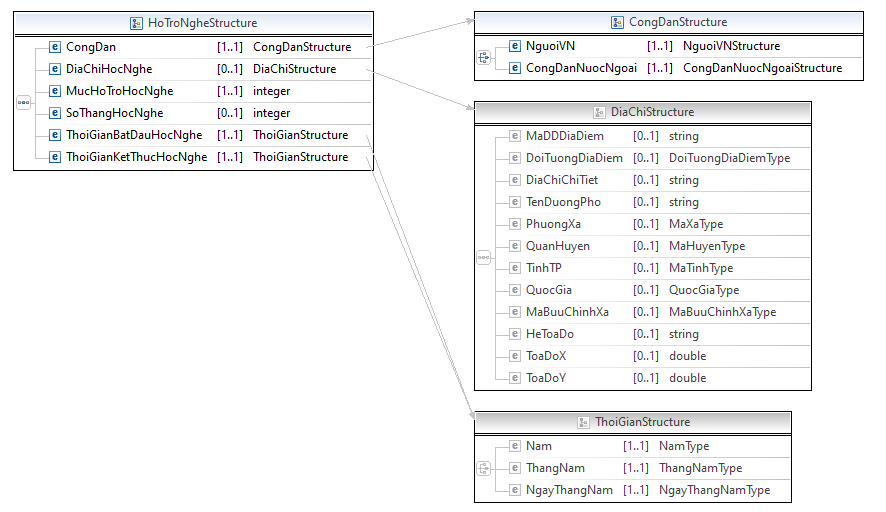 HoTroNgheStructure
CongDan [1..1] CongDanStructure
DiaChiHocNghe [0..1] DiaChiStructure
MucHoTroHocNghe [1..1] integer
SoThangHocNghe [0..1] integer
ThoiGianBatDauHocNghe [1..1] ThoiGianStructure
ThoiGianKetThucHocNghe [1..1] ThoiGianStructure
CongDanStructure
NguoiVN [1..1] NguoiVNStructure
CongDanNuocNgoai [1..1] CongDanNuocNgoaiStructure
DiaChiStructure
MaDDDiaDiem [0..1] string
DoiTuongDiaDiem [0..1] DoiTuongDiaDiemType
DiaChiChiTiet [0..1] string
TenDuongPho [0..1] string
PhuongXa [0..1] MaXaType
QuanHuyen [0..1] MaHuyenType
TinhTP [0..1] MaTinhType
QuocGia [0..1] QuocGiaType
MaBuuChinhXa [0..1] MaBuuChinhXaType
HeToaDo [0..1] string
ToaDoX [0..1] double
ToaDoY [0..1] double
ThoiGianStructure
Nam [1..1] NamType
ThangNam [1..1] ThangNamType
NgayThangNam [1..1] NgayThangNamType